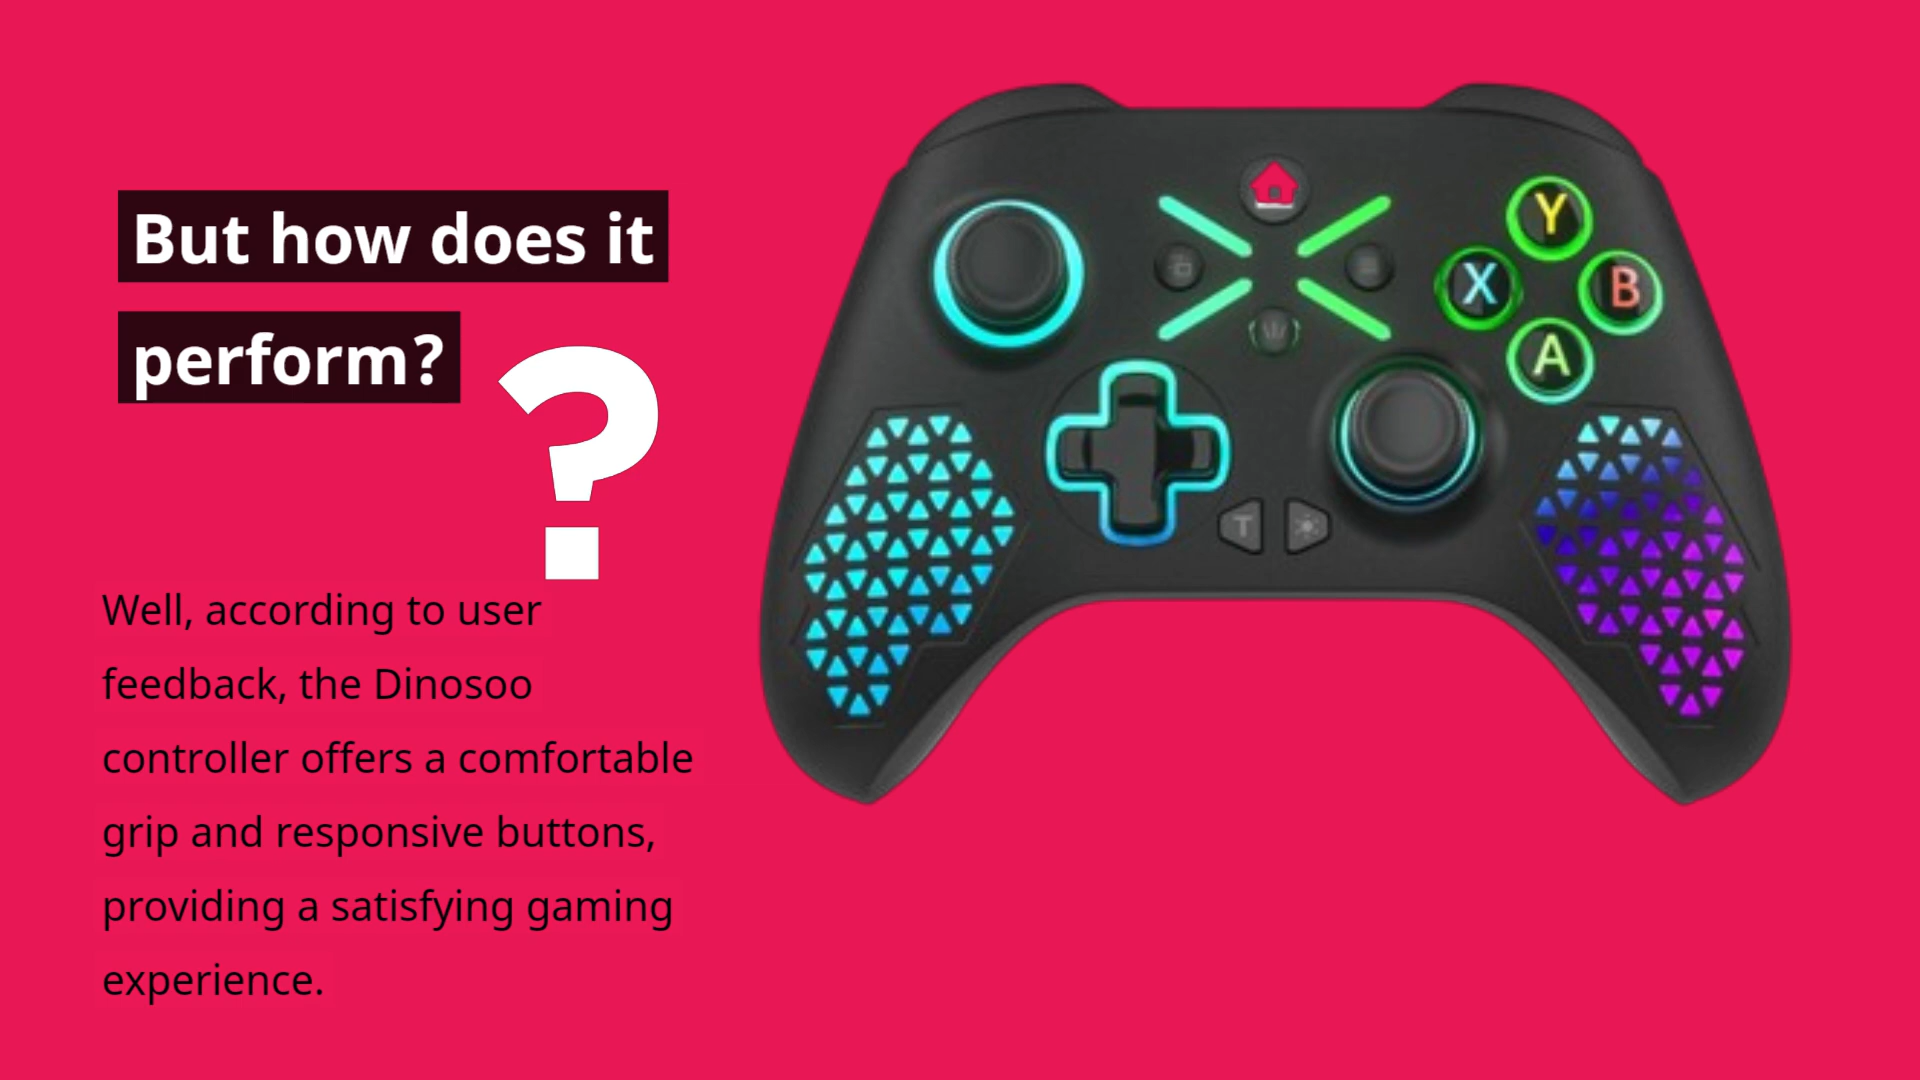 But how does it
perform?
?
Well, according to user
feedback, the Dinosoo
controller offers a comfortable
grip and responsive buttons,
providing a satisfying gaming
experience.
Y
X
B
A
T